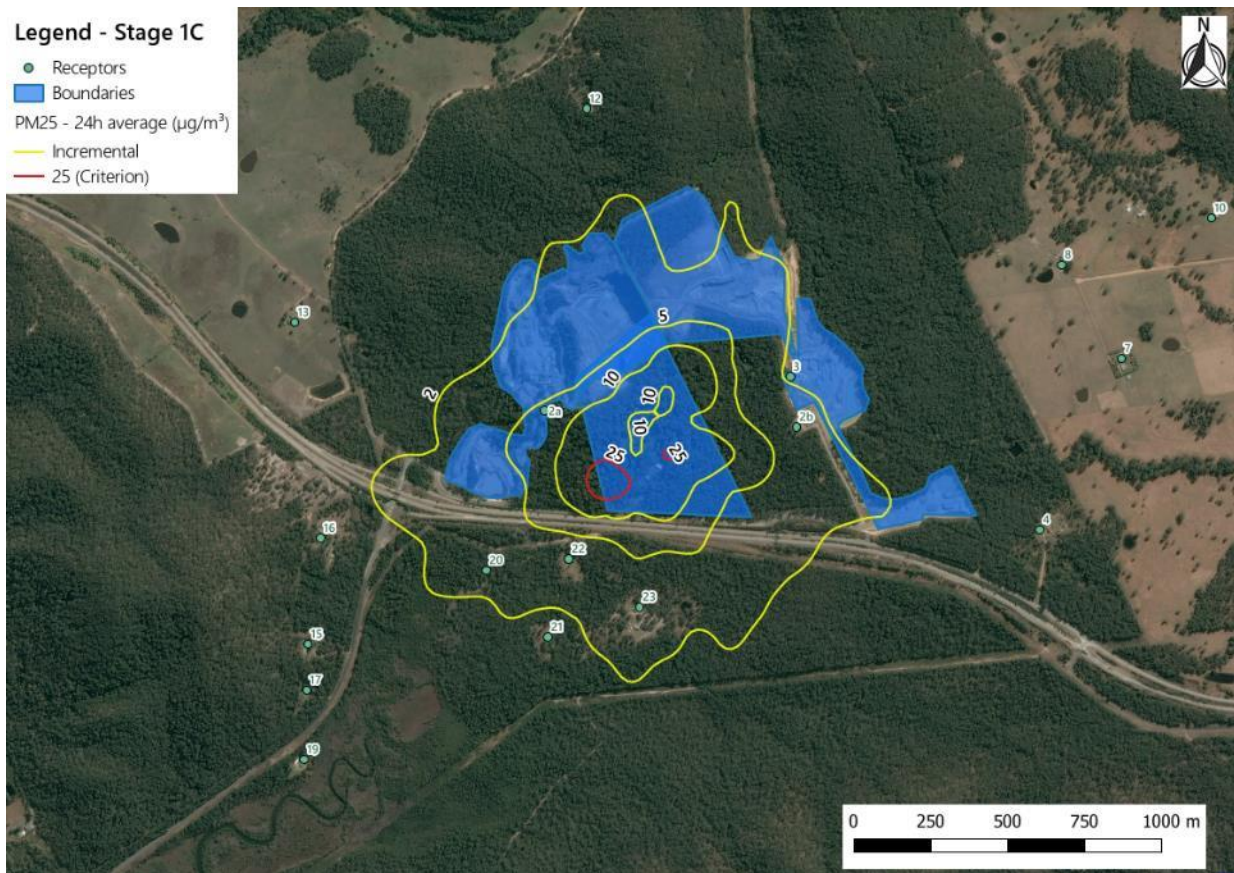 Legend - Stage 1C
Receptors
Boundaries
PM25 - 24h average (µg/m³)
Incremental
25 (Criterion)
N
12
10
8
13
5
7
2
10
3
10
2a
10
2b
25
25
4
16
20
22
23
21
15
17
19
0 250 500 750 1000 m